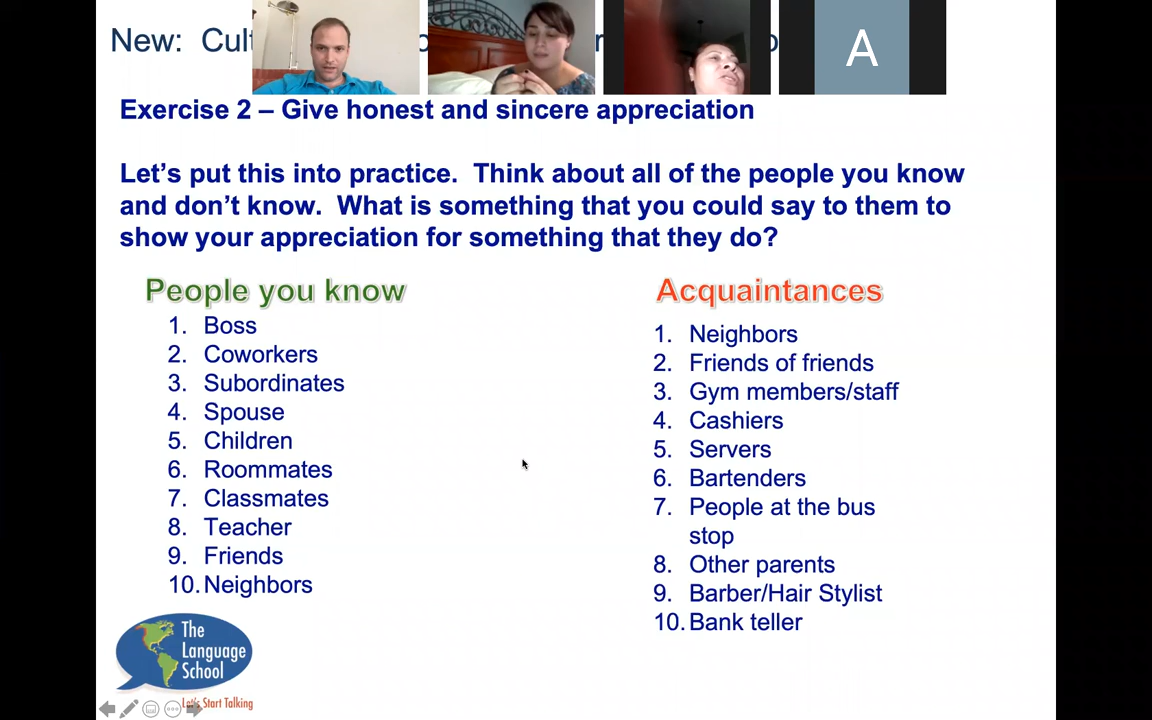 New: Cult
A
Exercise 2 – Give honest and sincere appreciation
Let's put this into practice. Think about all of the people you know
and don't know. What is something that you could say to them to
show your appreciation for something that they do?
People you know
1. Boss
2. Coworkers
3. Subordinates
4. Spouse
5. Children
6. Roommates
7. Classmates
8. Teacher
9. Friends
10. Neighbors
Acquaintances
1. Neighbors
2. Friends of friends
3. Gym members/staff
4. Cashiers
5. Servers
6. Bartenders
7. People at the bus
stop
8. Other parents
9. Barber/Hair Stylist
10. Bank teller
The
Language
School
Let's Start Talking